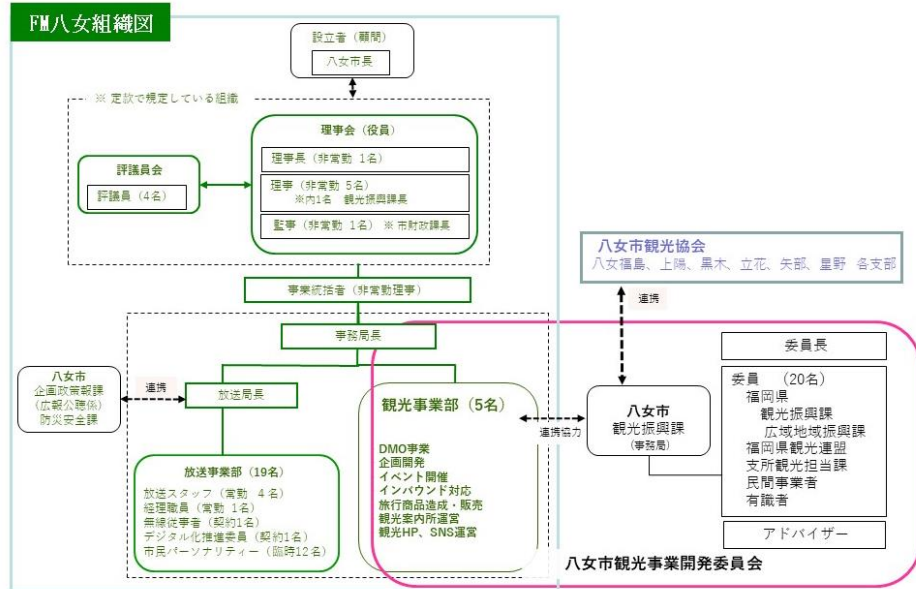 FM八女組織図
設立者（顧問）
八女市長
※ 定款で規定している組織
理事会（役員）
理事長（非常勤 1名）
理事（非常勤 5名）
※内1名 観光振興課長
監事（非常勤 1名）※ 市財政課長
評議員会
評議員（4名）
事業統括者（非常勤理事）
事務局長
八女市
企画政策報課
（広報公聴係）
防災安全課
連携
放送局長
放送事業部（19名）
放送スタッフ（常勤 4名）
経理職員（常勤 1名）
無線従事者（契約1名）
デジタル化推進委員（契約1名）
市民パーソナリティー（臨時12名）
観光事業部（5名）
DMO事業
企画開発
イベント開催
インバウンド対応
旅行商品造成・販売
観光案内所運営
観光HP、SNS運営
連携協力
八女市観光協会
八女福島、上陽、黒木、立花、矢部、星野 各支部
連携
八女市
観光振興課
（事務局）
委員長
委員 （20名）
福岡県
観光振興課
広域地域振興課
福岡県観光連盟
支所観光担当課
民間事業者
有識者
アドバイザー
八女市観光事業開発委員会